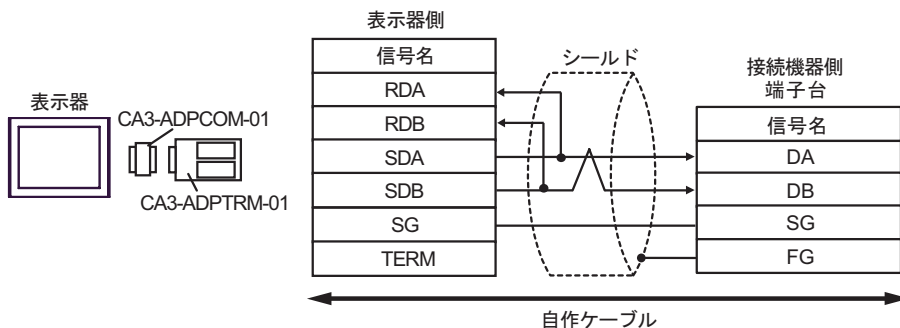 表示器
CA3-ADPCOM-01
CA3-ADPTRM-01
表示器側
信号名
RDA
RDB
SDA
SDB
SG
TERM
シールド
接続機器側
端子台
信号名
DA
DB
SG
FG
自作ケーブル